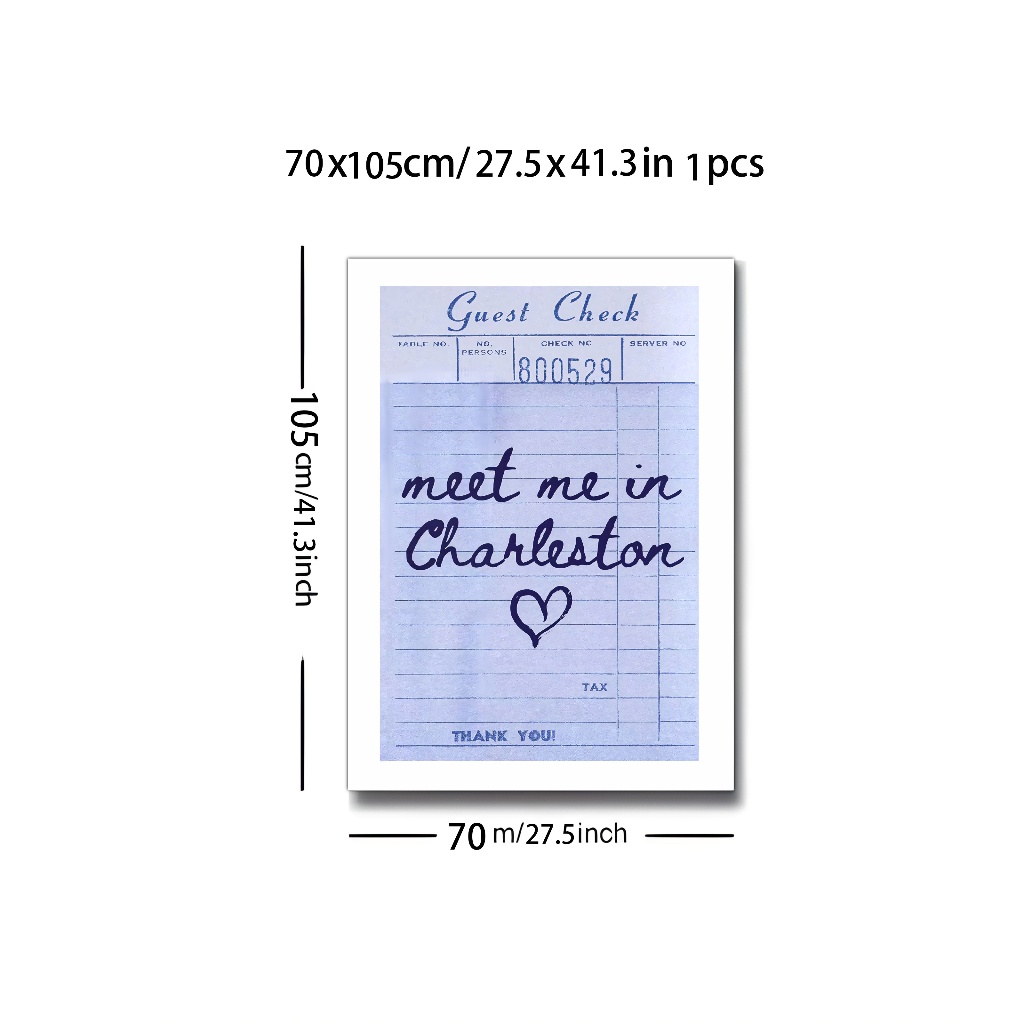 70x105cm/ 27.5x41.3in 1pcs
105cm/41.3inch
Guest Check
TABLE NO.
NO. PERSONS
CHECK NO
SERVER NO
800529
meet me in
Charleston
TAX
THANK YOU!
70 m/27.5inch